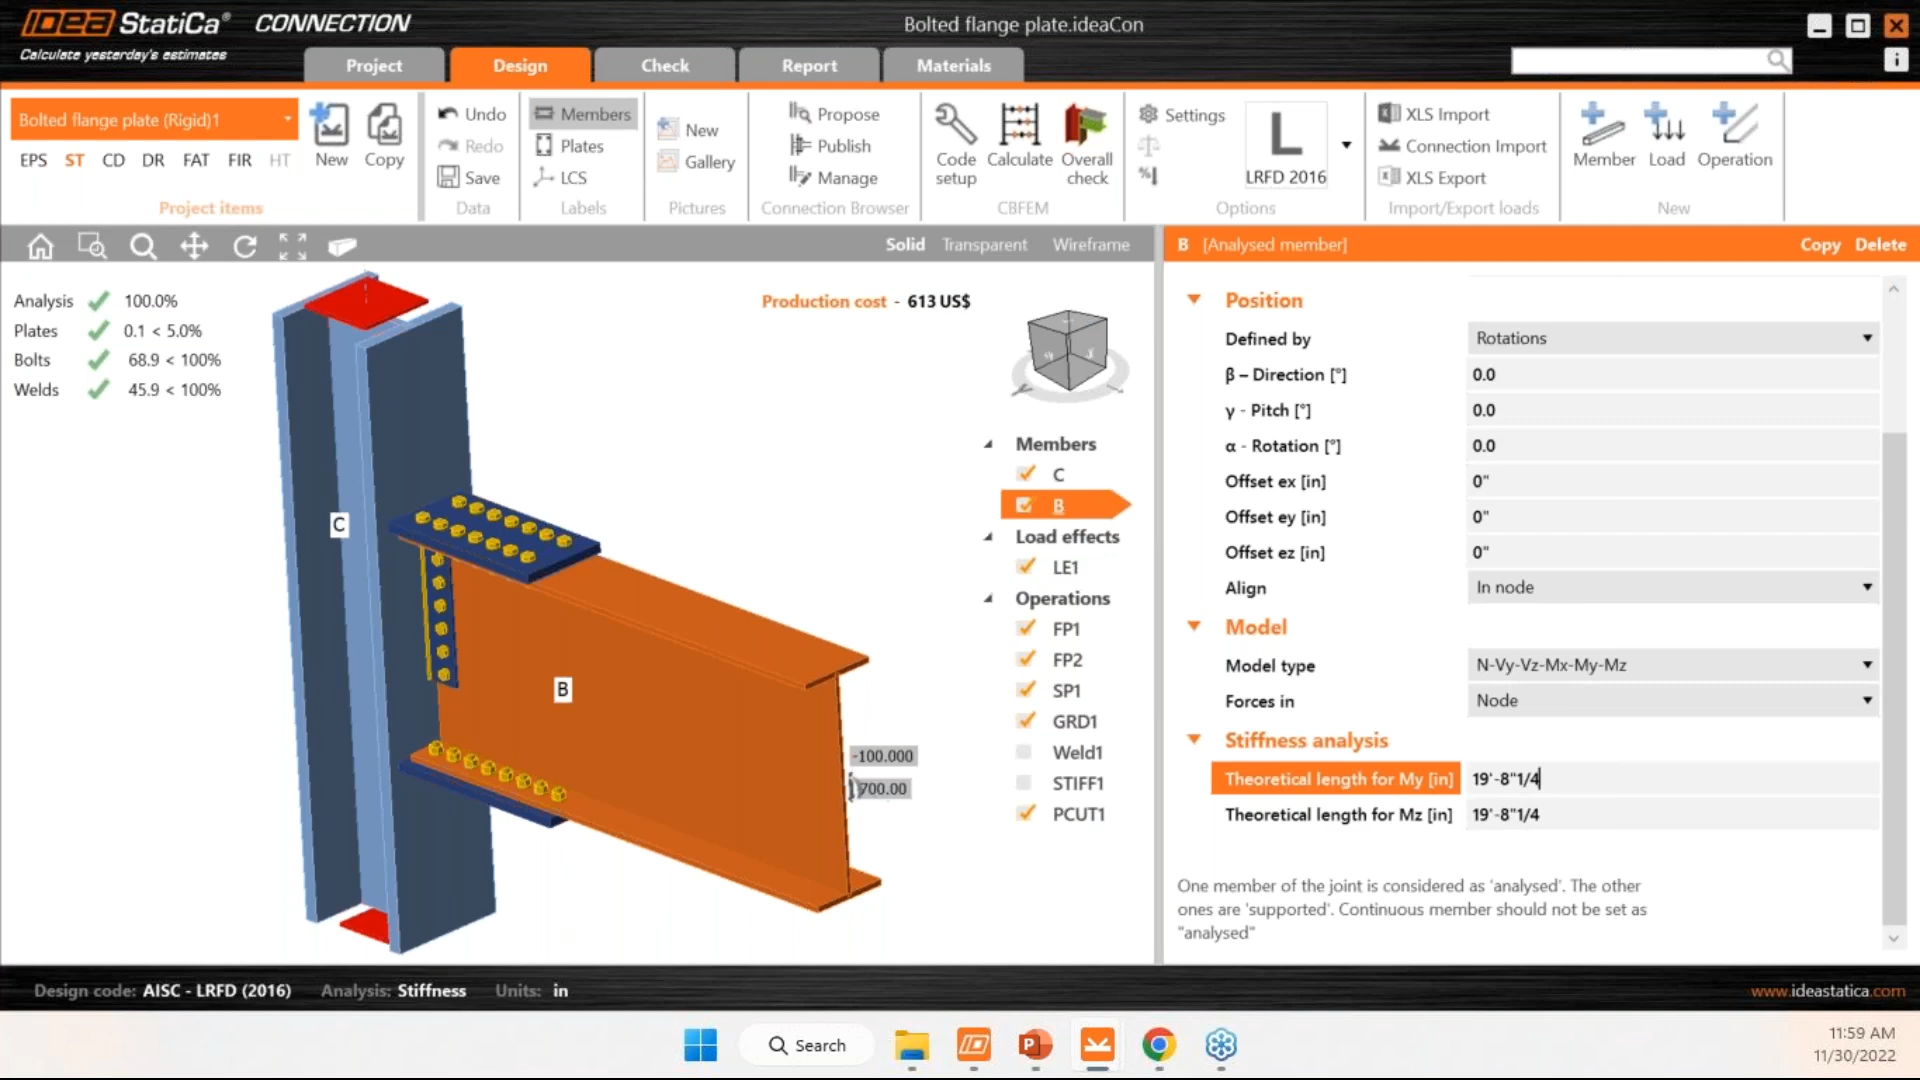 IDEA StatiCa® CONNECTION
Calculate yesterday's estimates
Bolted flange plate.ideaCon
Project
Design
Check
Report
Materials
Bolted flange plate (Rigid)1
EPS ST CD DR FAT FIR HT
Project items
New
Copy
Undo
Redo
Save
Data
Members
Plates
LCS
Labels
New
Gallery
Pictures
Propose
Publish
Manage
Connection Browser
Code setup
Calculate
Overall check
CBFEM
Settings
L
LRFD 2016
Options
XLS Import
Connection Import
XLS Export
Import/Export loads
Member
Load
Operation
New
Solid Transparent Wireframe
B [Analysed member]
Copy Delete
Analysis 100.0%
Plates 0.1 < 5.0%
Bolts 68.9 < 100%
Welds 45.9 < 100%
Production cost - 613 US$
C
B
-100.000
700.00
Members
C
B
Load effects
LE1
Operations
FP1
FP2
SP1
GRD1
Weld1
STIFF1
PCUT1
Position
Defined by Rotations
β – Direction [°] 0.0
γ - Pitch [°] 0.0
α - Rotation [°] 0.0
Offset ex [in] 0"
Offset ey [in] 0"
Offset ez [in] 0"
Align In node
Model
Model type N-Vy-Vz-Mx-My-Mz
Forces in Node
Stiffness analysis
Theoretical length for My [in] 19'-8"1/4
Theoretical length for Mz [in] 19'-8"1/4
One member of the joint is considered as 'analysed'. The other
ones are 'supported'. Continuous member should not be set as
"analysed"
Design code: AISC - LRFD (2016) Analysis: Stiffness Units: in
www.ideastatica.com
Search
11:59 AM
11/30/2022